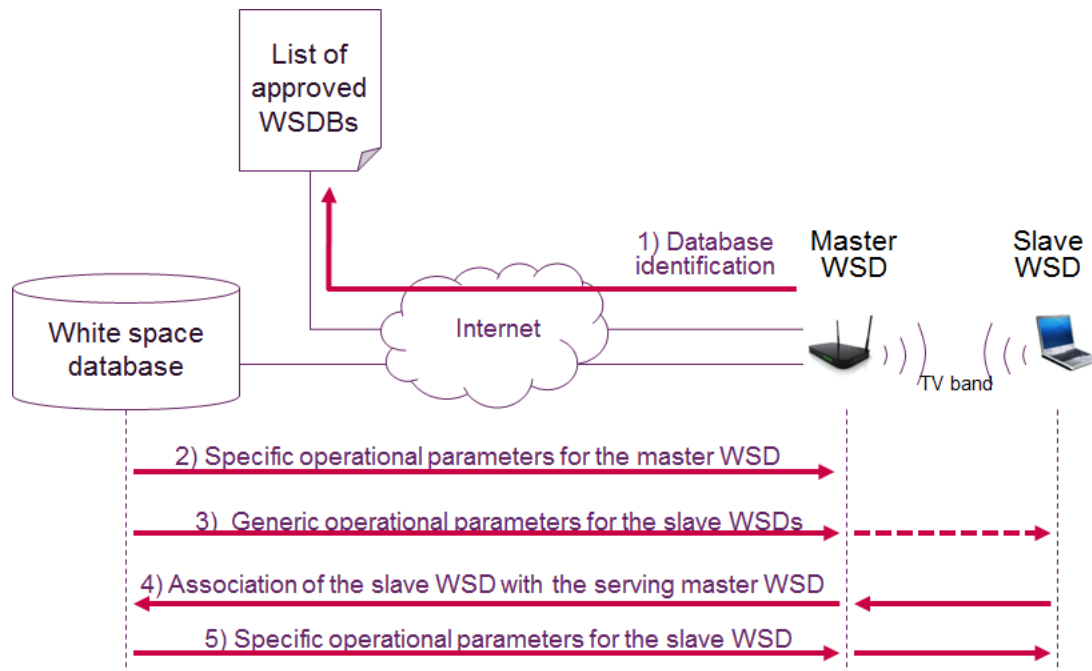 List of
approved
WSDBs
1) Database
identification
Master
WSD
Slave
WSD
White space
database
Internet
TV band
2) Specific operational parameters for the master WSD
3) Generic operational parameters for the slave WSDs
4) Association of the slave WSD with the serving master WSD
5) Specific operational parameters for the slave WSD